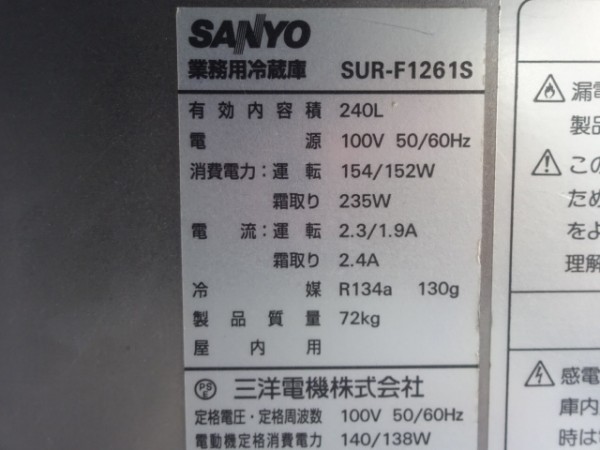 SANYO
業務用冷蔵庫 SUR-F1261S
有効内容積 240L
電源 100V 50/60Hz
消費電力:運転 154/152W
霜取り 235W
電流:運転 2.3/1.9A
霜取り 2.4A
冷媒 R134a 130g
製品質量 72kg
屋内用
PS E 三洋電機株式会社
定格電圧・定格周波数 100V 50/60Hz
電動機定格消費電力 140/138W
漏電
製品
この
ため
をよ
理解
感電
庫内
時は